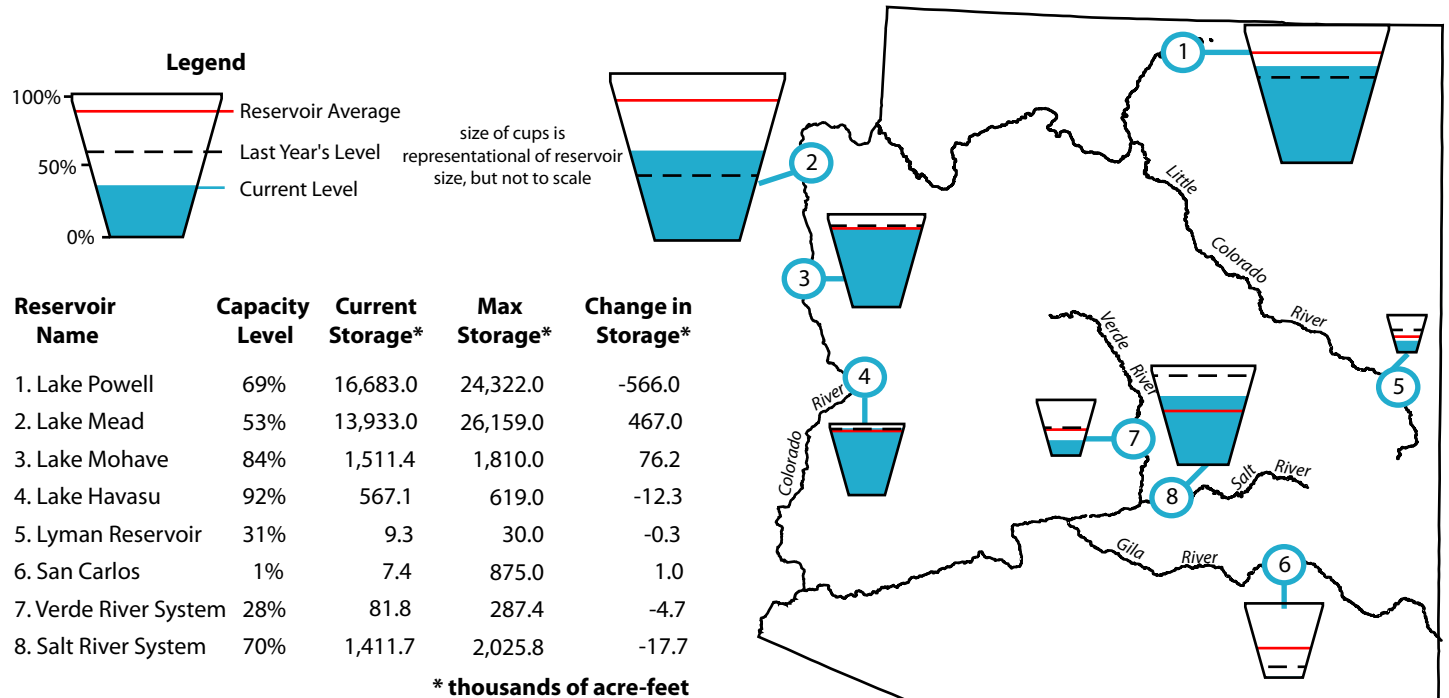 Legend
100%
50%
0%
Reservoir Average
Last Year's Level
Current Level
size of cups is
representational of reservoir
size, but not to scale
Reservoir Name Capacity Level Current Storage* Max Storage* Change in Storage*
1. Lake Powell 69% 16,683.0 24,322.0 -566.0
2. Lake Mead 53% 13,933.0 26,159.0 467.0
3. Lake Mohave 84% 1,511.4 1,810.0 76.2
4. Lake Havasu 92% 567.1 619.0 -12.3
5. Lyman Reservoir 31% 9.3 30.0 -0.3
6. San Carlos 1% 7.4 875.0 1.0
7. Verde River System 28% 81.8 287.4 -4.7
8. Salt River System 70% 1,411.7 2,025.8 -17.7
* thousands of acre-feet
1
2
3
4
5
6
7
8
Little Colorado River
Verde River
Colorado River
Salt River
Gila River